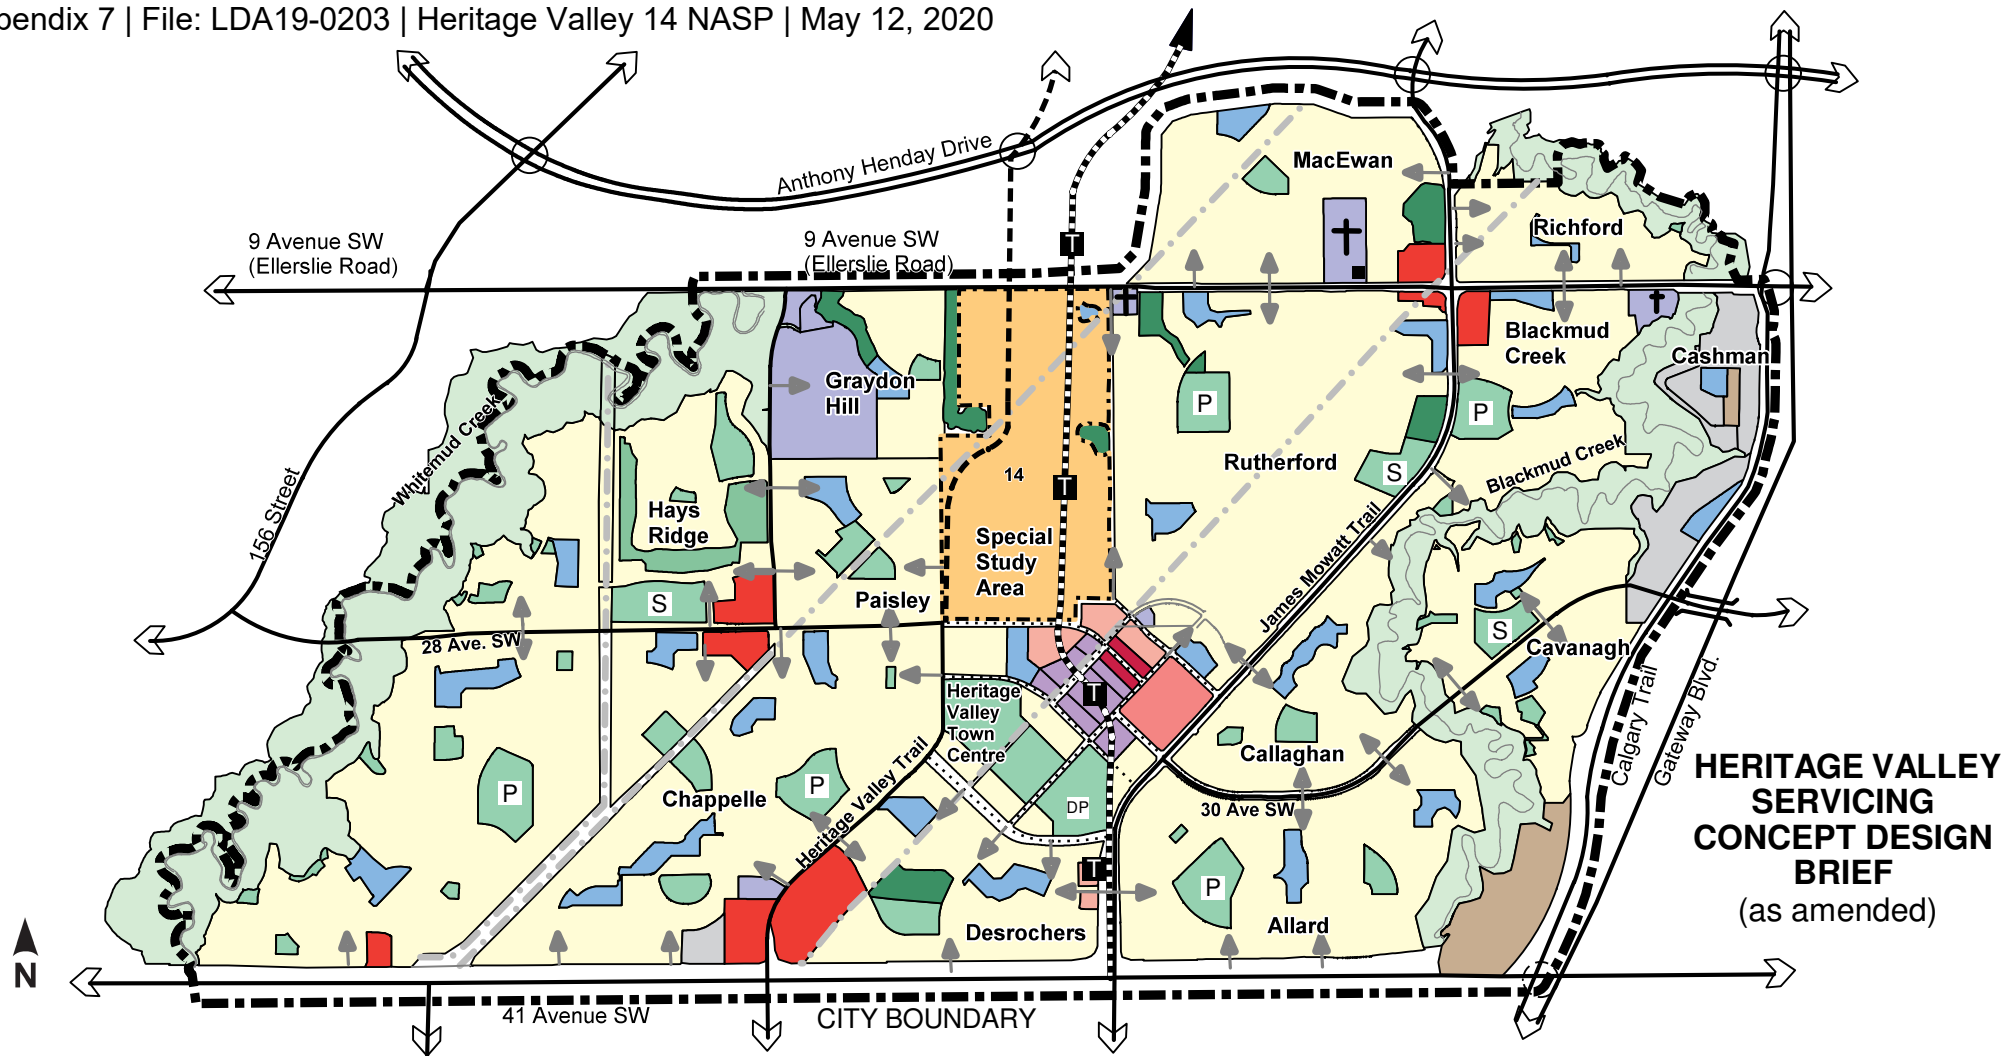 pendix 7 | File: LDA19-0203 | Heritage Valley 14 NASP | May 12, 2020
Anthony Henday Drive
MacEwan
Richford
9 Avenue SW
(Ellerslie Road)
9 Avenue SW
(Ellerslie Road)
T
Blackmud
Creek
Cashman
Graydon
Hill
P
P
Whitemud Creek
Rutherford
S
Blackmud Creek
14
T
156 Street
Hays
Ridge
Special
Study
Area
James Mowatt Trail
S
Paisley
S
Cavanagh
28 Ave. SW
Heritage
Valley
Town
Centre
T
Calgary Trail
Gateway Blvd.
Callaghan
P
Chappelle
P
DP
30 Ave SW
Heritage Valley Trail
T
P
Desrochers
Allard
HERITAGE VALLEY
SERVICING
CONCEPT DESIGN
BRIEF
(as amended)
N
41 Avenue SW
CITY BOUNDARY